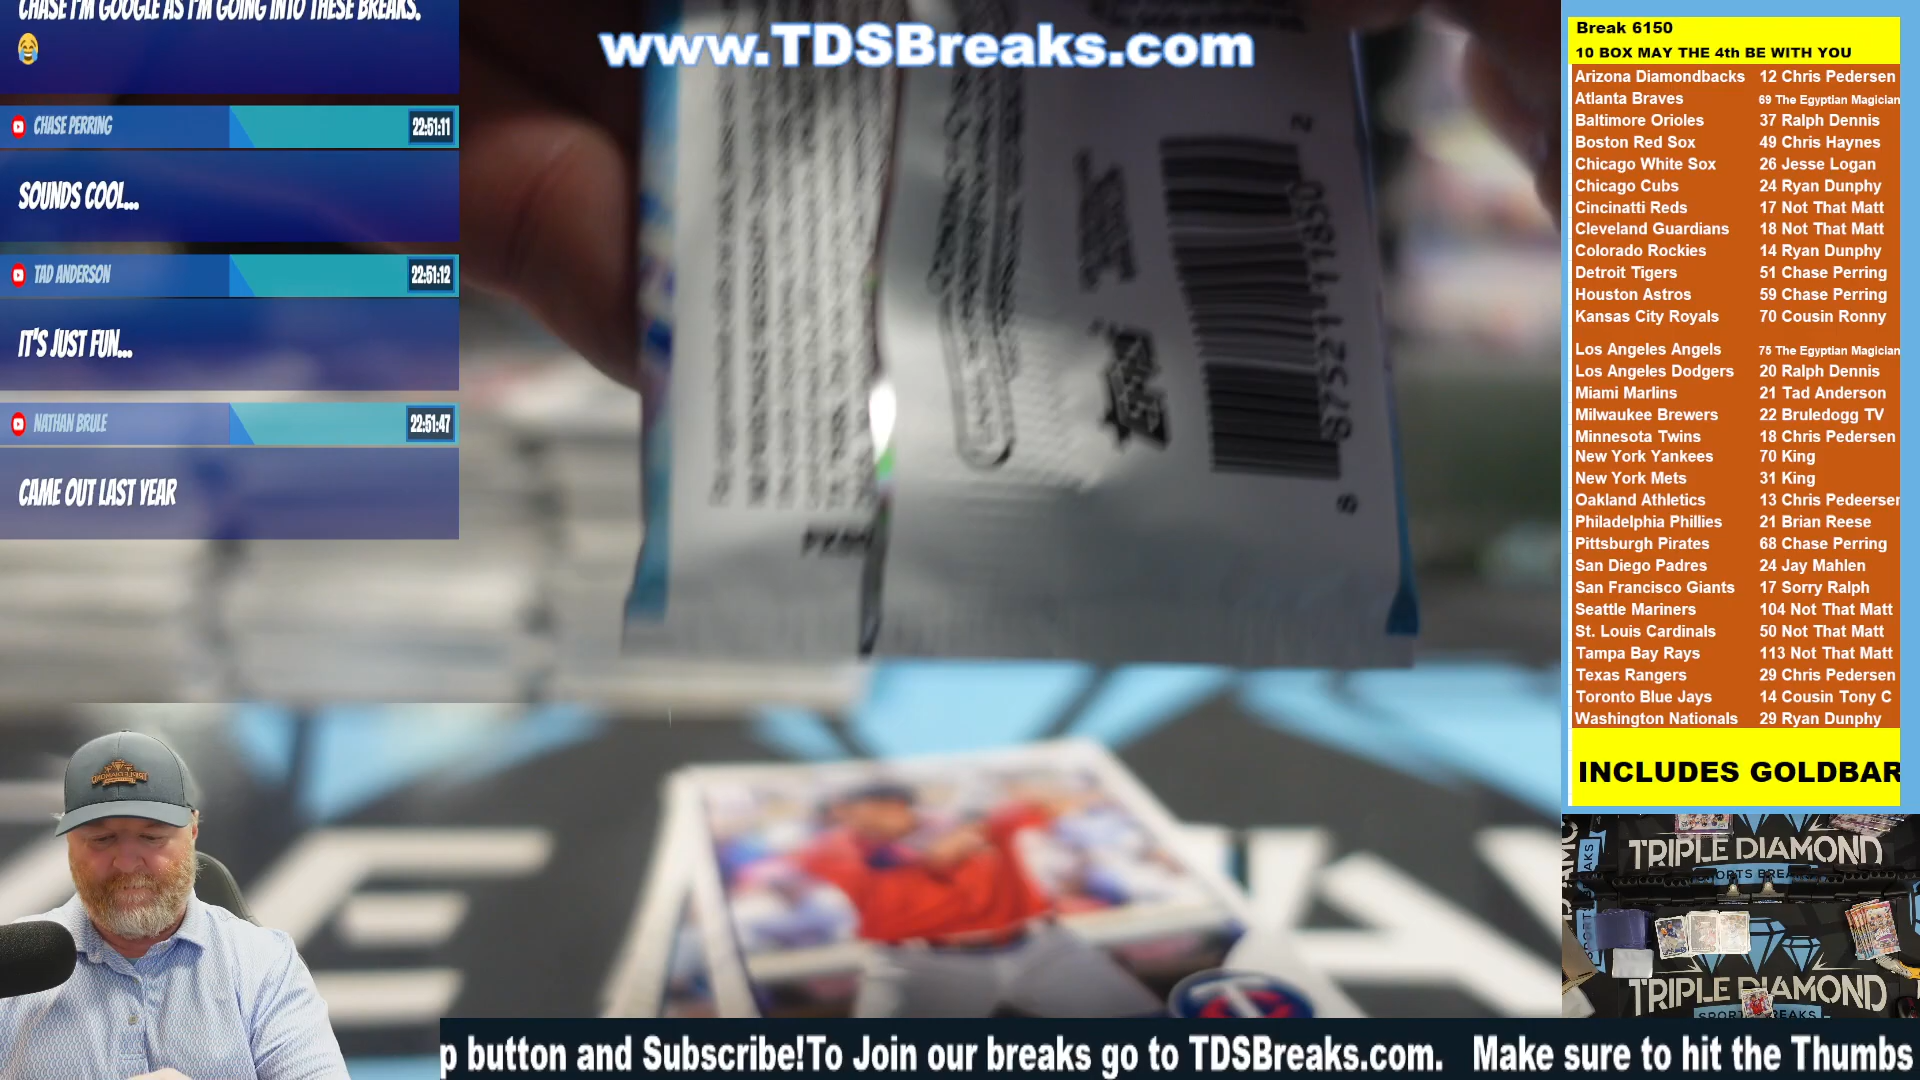 CHASE I'M GOOGLE AS I'M GOING INTO THESE BREAKS.
😂
CHASE PERRING 22:51:11
SOUNDS COOL...
TAD ANDERSON 22:51:12
IT'S JUST FUN...
NATHAN BRULE 22:51:47
CAME OUT LAST YEAR
www.TDSBreaks.com
Break 6150
10 BOX MAY THE 4th BE WITH YOU
Arizona Diamondbacks 12 Chris Pedersen
Atlanta Braves 69 The Egyptian Magician
Baltimore Orioles 37 Ralph Dennis
Boston Red Sox 49 Chris Haynes
Chicago White Sox 26 Jesse Logan
Chicago Cubs 24 Ryan Dunphy
Cincinatti Reds 17 Not That Matt
Cleveland Guardians 18 Not That Matt
Colorado Rockies 14 Ryan Dunphy
Detroit Tigers 51 Chase Perring
Houston Astros 59 Chase Perring
Kansas City Royals 70 Cousin Ronny
Los Angeles Angels 75 The Egyptian Magician
Los Angeles Dodgers 20 Ralph Dennis
Miami Marlins 21 Tad Anderson
Milwaukee Brewers 22 Bruledogg TV
Minnesota Twins 18 Chris Pedersen
New York Yankees 70 King
New York Mets 31 King
Oakland Athletics 13 Chris Pedeersen
Philadelphia Phillies 21 Brian Reese
Pittsburgh Pirates 68 Chase Perring
San Diego Padres 24 Jay Mahlen
San Francisco Giants 17 Sorry Ralph
Seattle Mariners 104 Not That Matt
St. Louis Cardinals 50 Not That Matt
Tampa Bay Rays 113 Not That Matt
Texas Rangers 29 Chris Pedersen
Toronto Blue Jays 14 Cousin Tony C
Washington Nationals 29 Ryan Dunphy
INCLUDES GOLDBAR
TRIPLE DIAMOND
SPORTS BREAKS
TRIPLE DIAMOND
SPORTS BREAKS
p button and Subscribe!To Join our breaks go to TDSBreaks.com. Make sure to hit the Thumbs